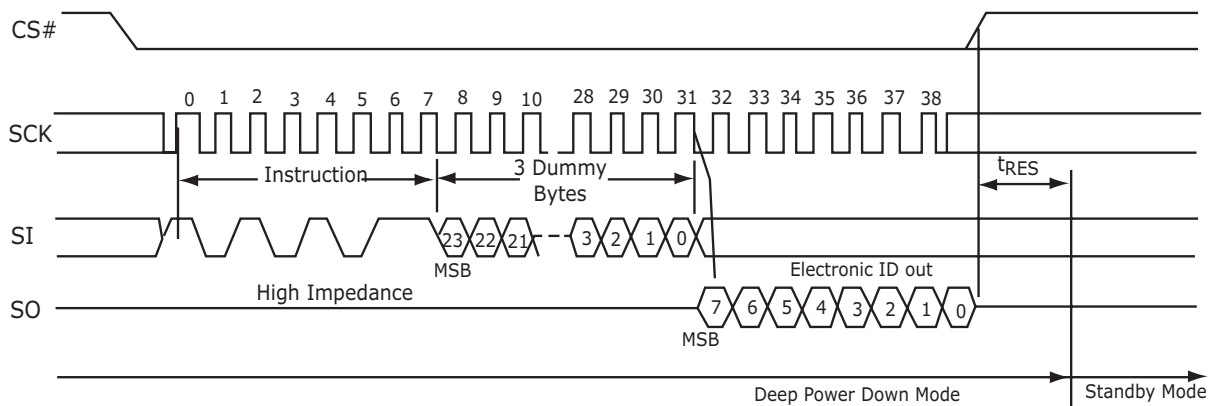 CS#
0 1 2 3 4 5 6 7 8 9 10 28 29 30 31 32 33 34 35 36 37 38
SCK
Instruction
3 Dummy
Bytes
tRES
SI
23 22 21 3 2 1 0
MSB
Electronic ID out
High Impedance
SO
7 6 5 4 3 2 1 0
MSB
Deep Power Down Mode
Standby Mode